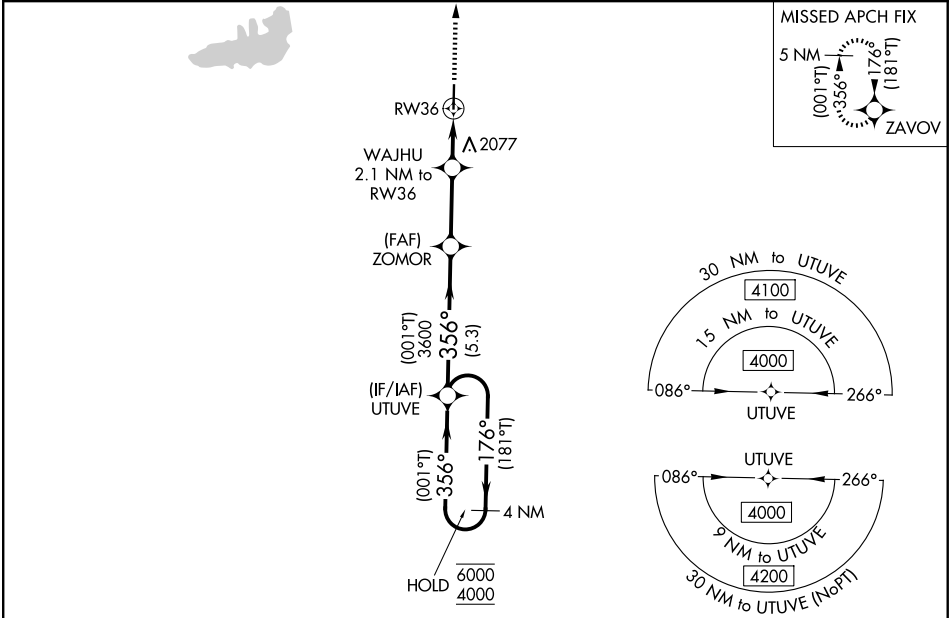 MISSED APCH FIX
5 NM
(001°T)
356°
176°
(181°T)
ZAVOV
RW36
2077
WAJHU
2.1 NM to
RW36
(FAF)
ZOMOR
(001°T)
3600
356°
(5.3)
(IF/IAF)
UTUVE
(001°T)
356°
176°
(181°T)
4 NM
HOLD
6000
4000
30 NM to UTUVE
4100
15 NM to UTUVE
4000
086°
266°
UTUVE
UTUVE
086°
266°
4000
9 NM to UTUVE
4200
30 NM to UTUVE (NoPT)